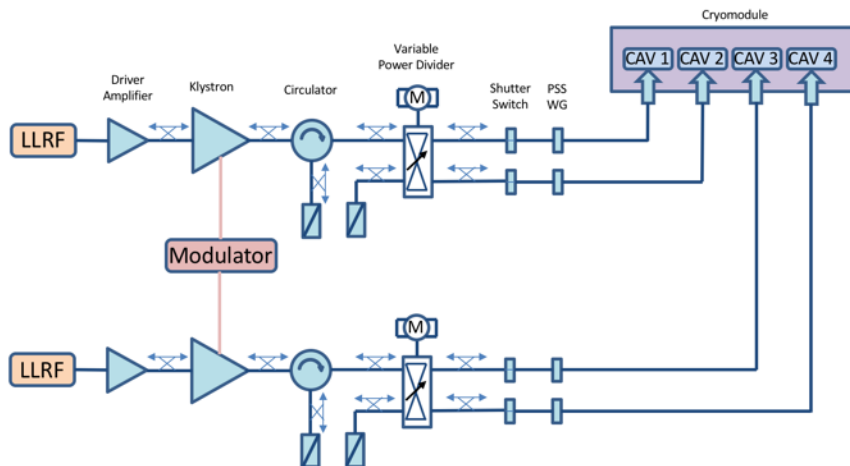 Cryomodule
CAV 1 CAV 2 CAV 3 CAV 4
Variable
Power Divider
Driver
Amplifier
Klystron
Circulator
Shutter
Switch
PSS
WG
M
LLRF
Modulator
M
LLRF